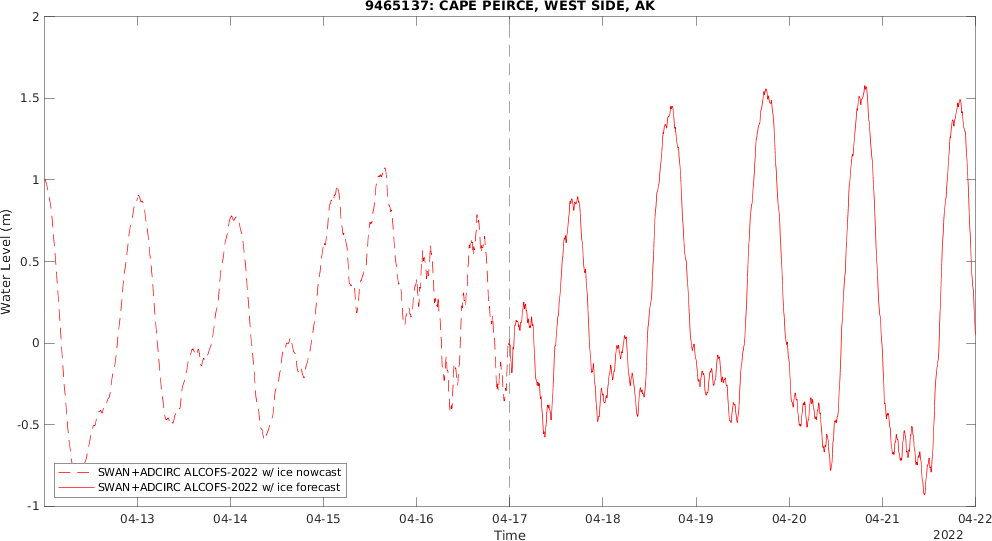 9465137: CAPE PEIRCE, WEST SIDE, AK
Water Level (m)
2
1.5
1
0.5
0
-0.5
-1
SWAN+ADCIRC ALCOFS-2022 w/ ice nowcast
SWAN+ADCIRC ALCOFS-2022 w/ ice forecast
04-13 04-14 04-15 04-16 04-17 04-18 04-19 04-20 04-21 04-22
Time
2022